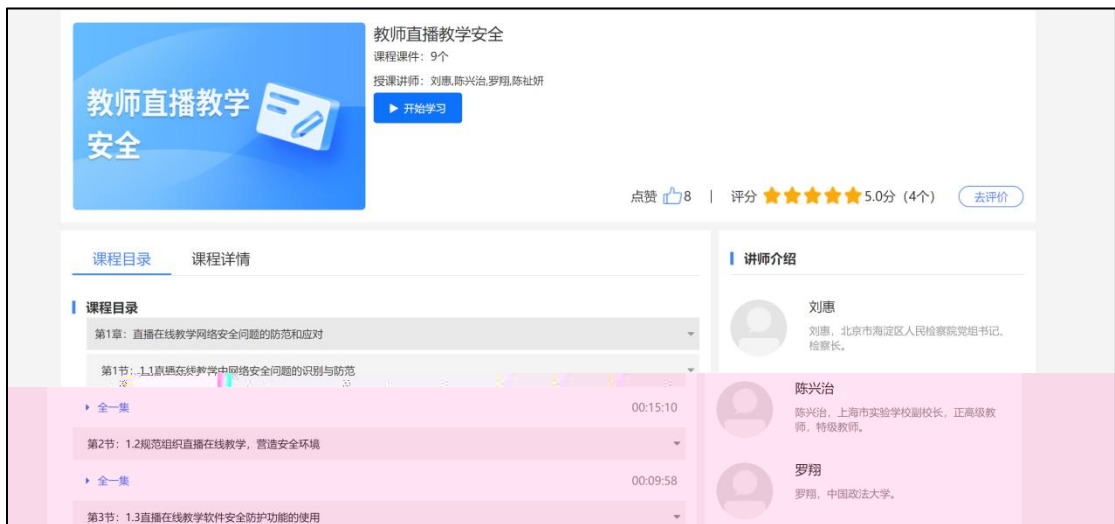 教师直播教学
安全
教师直播教学安全
课程课件：9个
授课讲师：刘惠,陈兴治,罗翔,陈祉妍
开始学习
点赞 8 | 评分 5.0分（4个） 去评价
课程目录 课程详情
课程目录
第1章：直播在线教学网络安全问题的防范和应对
第1节：1.1直播在线教学中网络安全问题的识别与防范
全一集 00:15:10
第2节：1.2规范组织直播在线教学，营造安全环境
全一集 00:09:58
第3节：1.3直播在线教学软件安全防护功能的使用
讲师介绍
刘惠
刘惠，北京市海淀区人民检察院党组书记、
检察长。
陈兴治
陈兴治，上海市实验学校副校长，正高级教
师，特级教师。
罗翔
罗翔，中国政法大学。